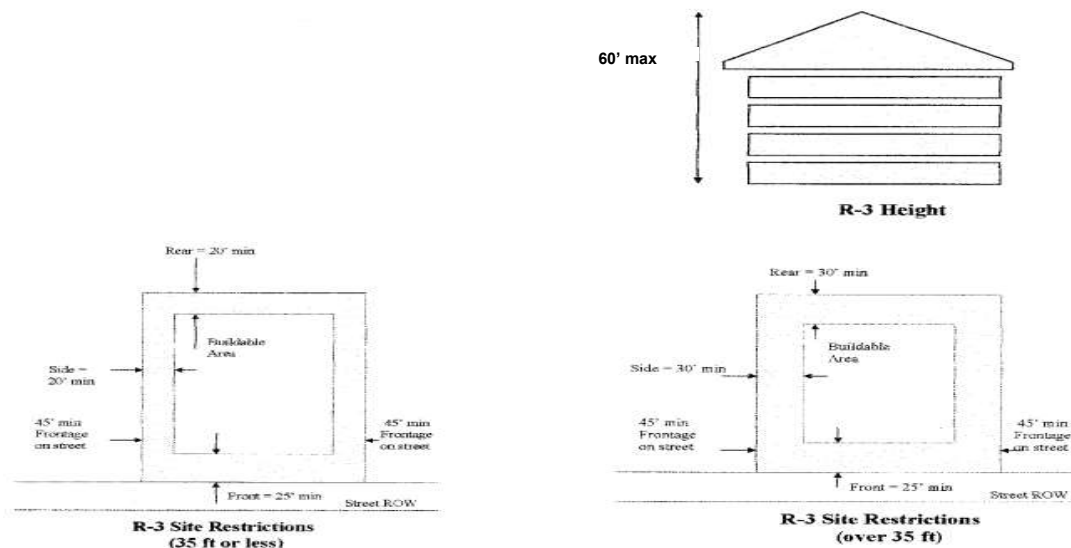 60’ max
R-3 Height
Rear = 20' min
Buildable
Area
Side =
20' min
45' min
Frontage
on street
45' min
Frontage
on street
Front = 25' min
Street ROW
R-3 Site Restrictions
(35 ft or less)
Rear = 30' min
Buildable
Area
Side = 30' min
45' min
Frontage
on street
45' min
Frontage
on street
Front = 25' min
Street ROW
R-3 Site Restrictions
(over 35 ft)